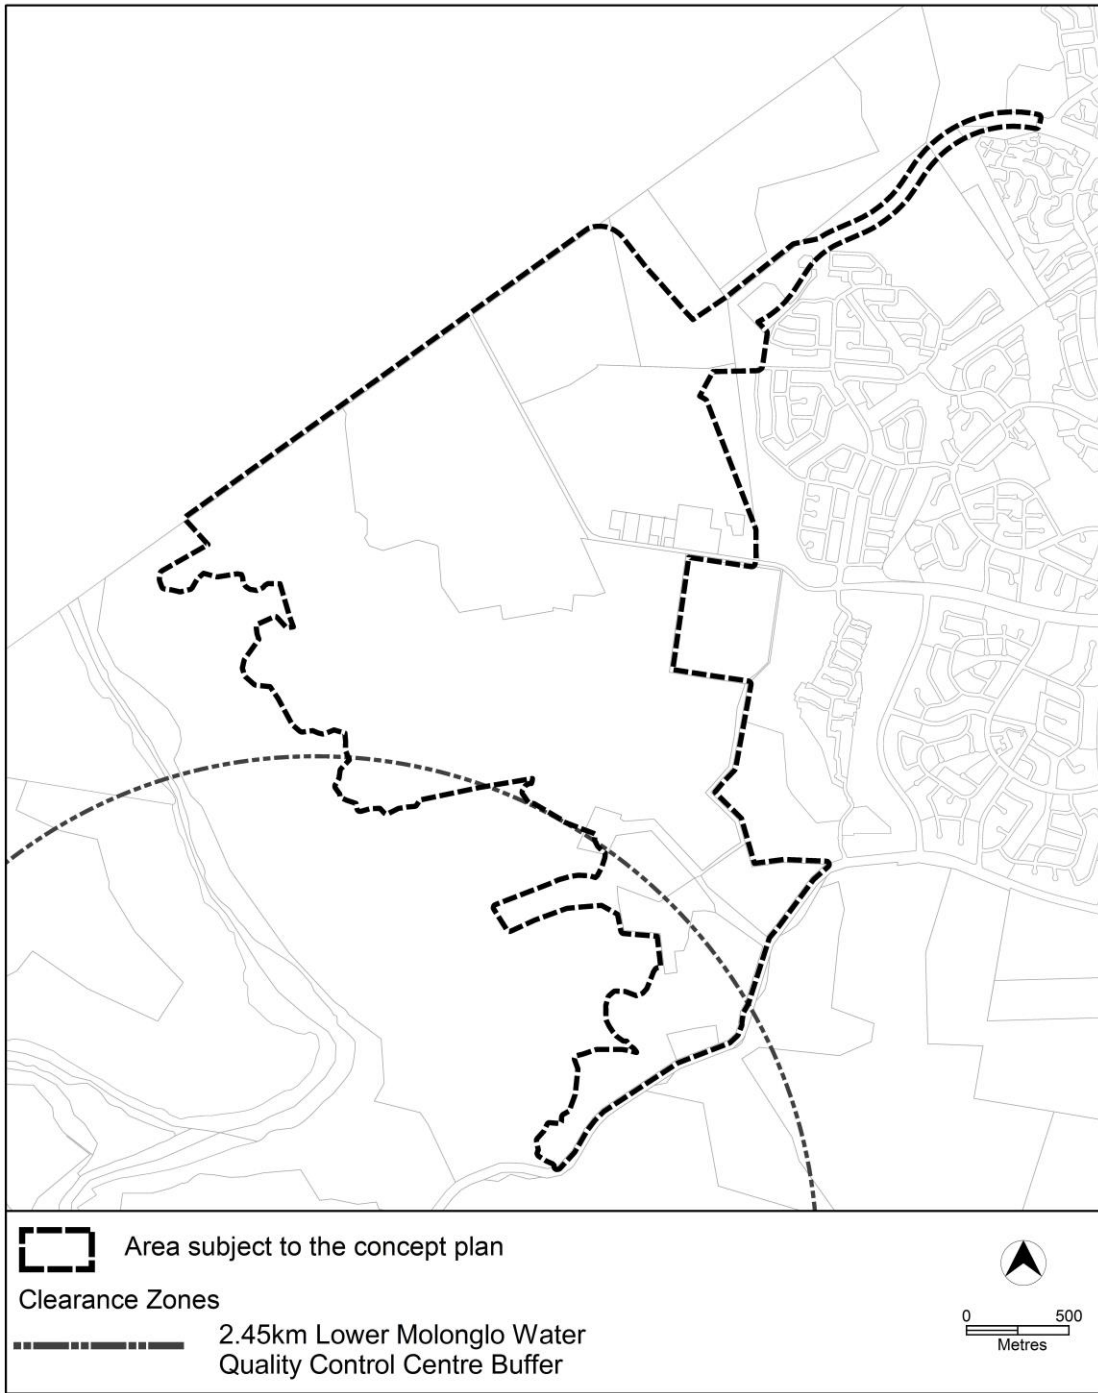 Area subject to the concept plan
Clearance Zones
2.45km Lower Molonglo Water
Quality Control Centre Buffer
0 500
Metres